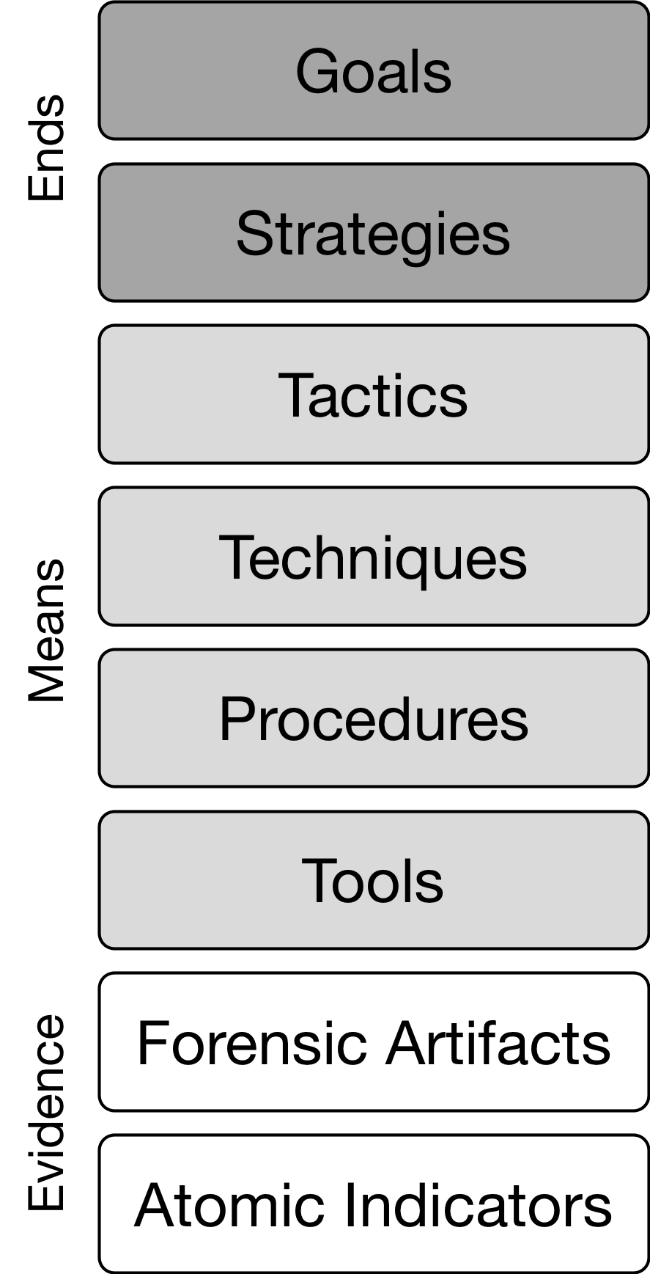 Ends
Goals
Strategies
Means
Tactics
Techniques
Procedures
Tools
Evidence
Forensic Artifacts
Atomic Indicators